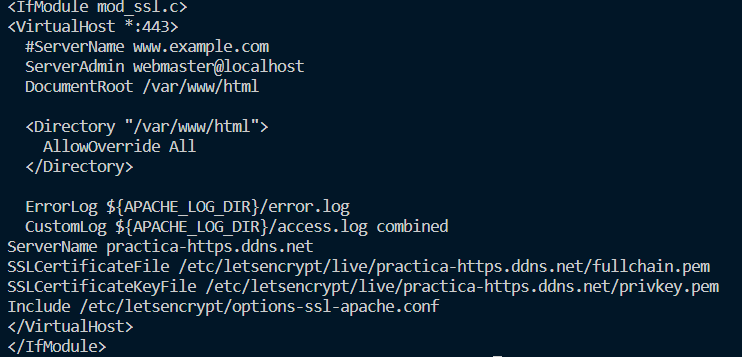 <IfModule mod_ssl.c>
<VirtualHost *:443>
  #ServerName www.example.com
  ServerAdmin webmaster@localhost
  DocumentRoot /var/www/html

  <Directory "/var/www/html">
    AllowOverride All
  </Directory>

  ErrorLog ${APACHE_LOG_DIR}/error.log
  CustomLog ${APACHE_LOG_DIR}/access.log combined
ServerName practica-https.ddns.net
SSLCertificateFile /etc/letsencrypt/live/practica-https.ddns.net/fullchain.pem
SSLCertificateKeyFile /etc/letsencrypt/live/practica-https.ddns.net/privkey.pem
Include /etc/letsencrypt/options-ssl-apache.conf
</VirtualHost>
</IfModule>